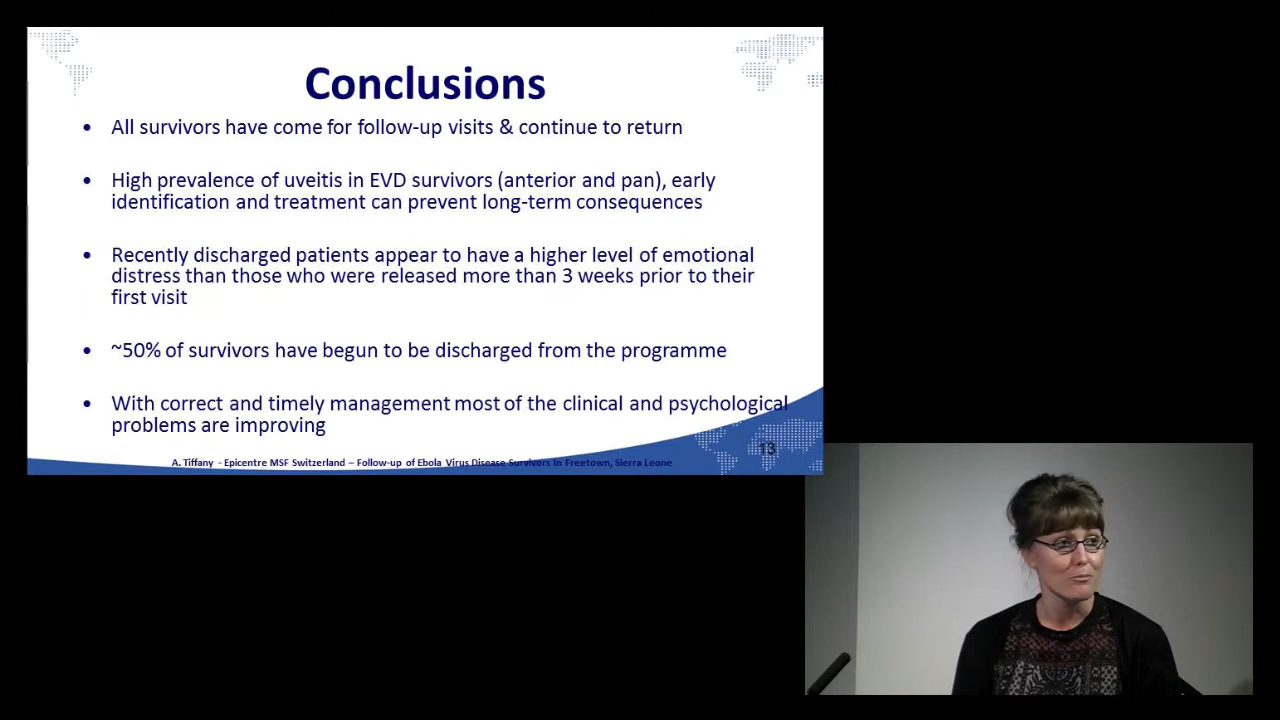 Conclusions
• All survivors have come for follow-up visits & continue to return
• High prevalence of uveitis in EVD survivors (anterior and pan), early
identification and treatment can prevent long-term consequences
• Recently discharged patients appear to have a higher level of emotional
distress than those who were released more than 3 weeks prior to their
first visit
• ~50% of survivors have begun to be discharged from the programme
• With correct and timely management most of the clinical and psychological
problems are improving
13
A. Tiffany - Epicentre MSF Switzerland – Follow-up of Ebola Virus Disease Survivors in Freetown, Sierra Leone